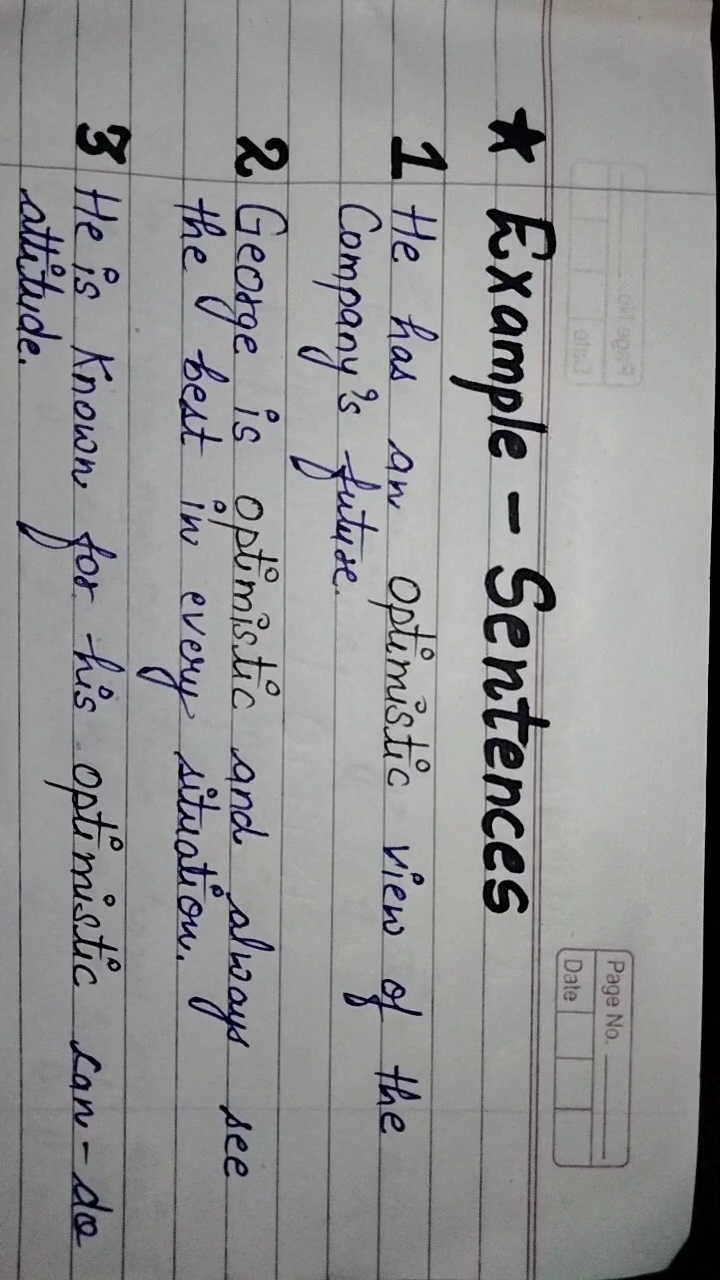 Page No.
Date
* Example - Sentences
1 He has an optimistic view of the
Company's future.
2 George is optimistic and always see
the best in every situation.
3 He is Known for his optimistic can-do
attitude.